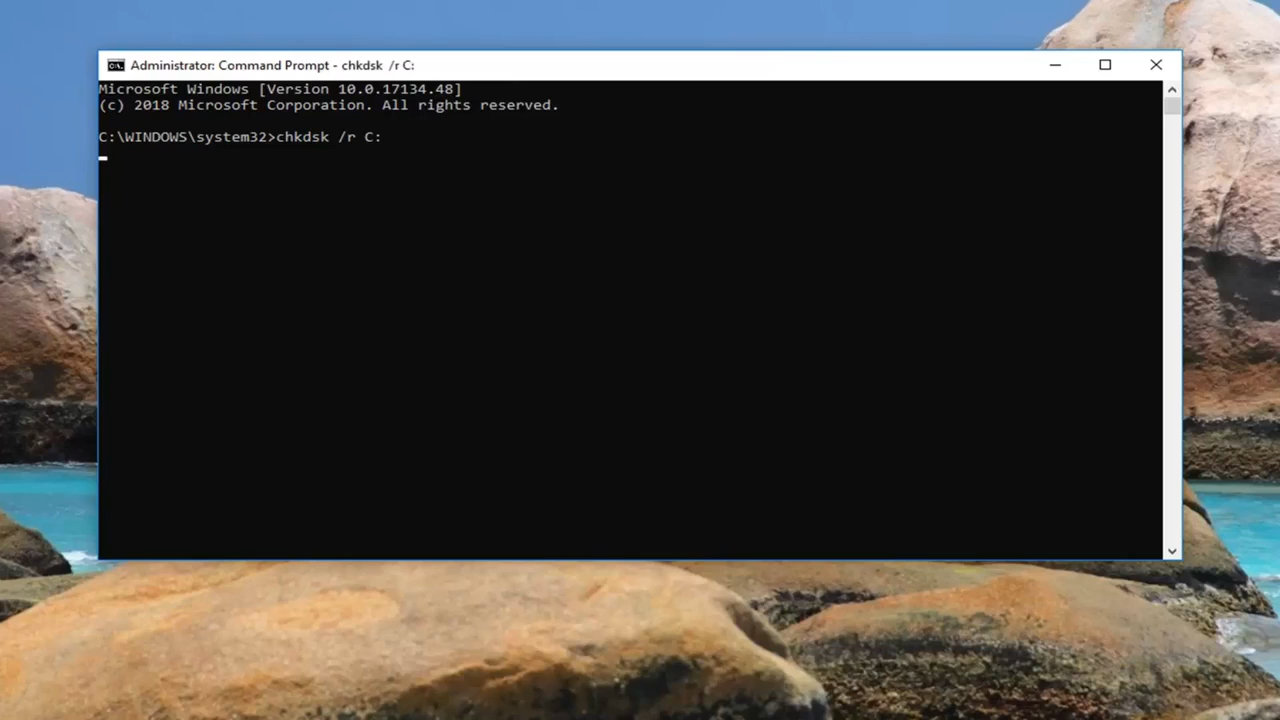 Administrator: Command Prompt - chkdsk /r C:
Microsoft Windows [Version 10.0.17134.48]
(c) 2018 Microsoft Corporation. All rights reserved.
C:\WINDOWS\system32>chkdsk /r C: